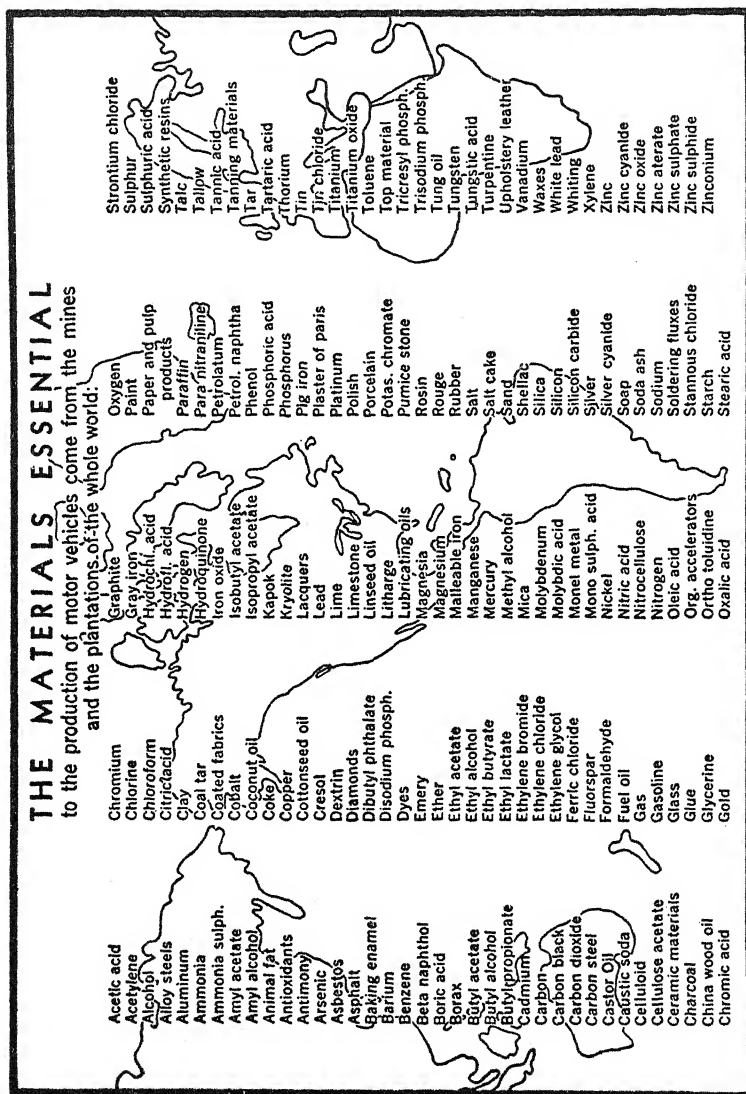 THE MATERIALS ESSENTIAL
to the production of motor vehicles come from the mines
and the plantations of the whole world:
Acetic acid
Acetylene
Alcohol
Alloy steels
Aluminum
Ammonia
Ammonia sulph.
Amyl acetate
Amyl alcohol
Animal fat
Antioxidants
Antimony
Arsenic
Asbestos
Asphalt
Baking enamel
Barium
Benzene
Beta naphthol
Boric acid
Borax
Butyl acetate
Butyl alcohol
Butyl propionate
Cadmium
Carbon
Carbon black
Carbon dioxide
Carbon steel
Castor Oil
Caustic soda
Celluloid
Cellulose acetate
Ceramic materials
Charcoal
China wood oil
Chromic acid
Chromium
Chlorine
Chloroform
Citric acid
Clay
Coal tar
Coated fabrics
Cobalt
Coconut oil
Coke
Copper
Cottonseed oil
Cresol
Dextrin
Diamonds
Dibutyl phthalate
Disodium phosph.
Dyes
Emery
Ether
Ethyl acetate
Ethyl alcohol
Ethyl butyrate
Ethyl lactate
Ethylene bromide
Ethylene chloride
Ethylene glycol
Ferric chloride
Fluorspar
Formaldehyde
Fuel oil
Gas
Gasoline
Glass
Glue
Glycerine
Gold
Graphite
Gray iron
Hydrochl. acid
Hydrofl. acid
Hydrogen
Hydroquinone
Iron oxide
Isobutyl acetate
Isopropyl acetate
Kapok
Kryolite
Lacquers
Lead
Lime
Limestone
Linseed oil
Litharge
Lubricating oils
Magnesia
Magnesium
Malleable iron
Manganese
Mercury
Methyl alcohol
Mica
Molybdenum
Molybdic acid
Monel metal
Mono sulph. acid
Nickel
Nitric acid
Nitrocellulose
Nitrogen
Oleic acid
Org. accelerators
Ortho toluidine
Oxalic acid
Oxygen
Paint
Paper and pulp
products
Paraffin
Para nitraniline
Petrolatum
Petrol. naphtha
Phenol
Phosphoric acid
Phosphorus
Pig iron
Plaster of paris
Platinum
Polish
Porcelain
Potas. chromate
Pumice stone
Rosin
Rouge
Rubber
Salt
Salt cake
Sand
Shellac
Silica
Silicon
Silicon carbide
Silver
Silver cyanide
Soap
Soda ash
Sodium
Soldering fluxes
Stannous chloride
Starch
Stearic acid
Strontium chloride
Sulphur
Sulphuric acid
Synthetic resins
Talc
Tallow
Tannic acid
Tanning materials
Tar
Tartaric acid
Thorium
Tin
Tin chloride
Titanium
Titanium oxide
Toluene
Top material
Tricresyl phosph.
Trisodium phosph.
Tung oil
Tungsten
Tungstic acid
Turpentine
Upholstery leather
Vanadium
Waxes
White lead
Whiting
Xylene
Zinc
Zinc cyanide
Zinc oxide
Zinc aterate
Zinc sulphate
Zinc sulphide
Zinconium